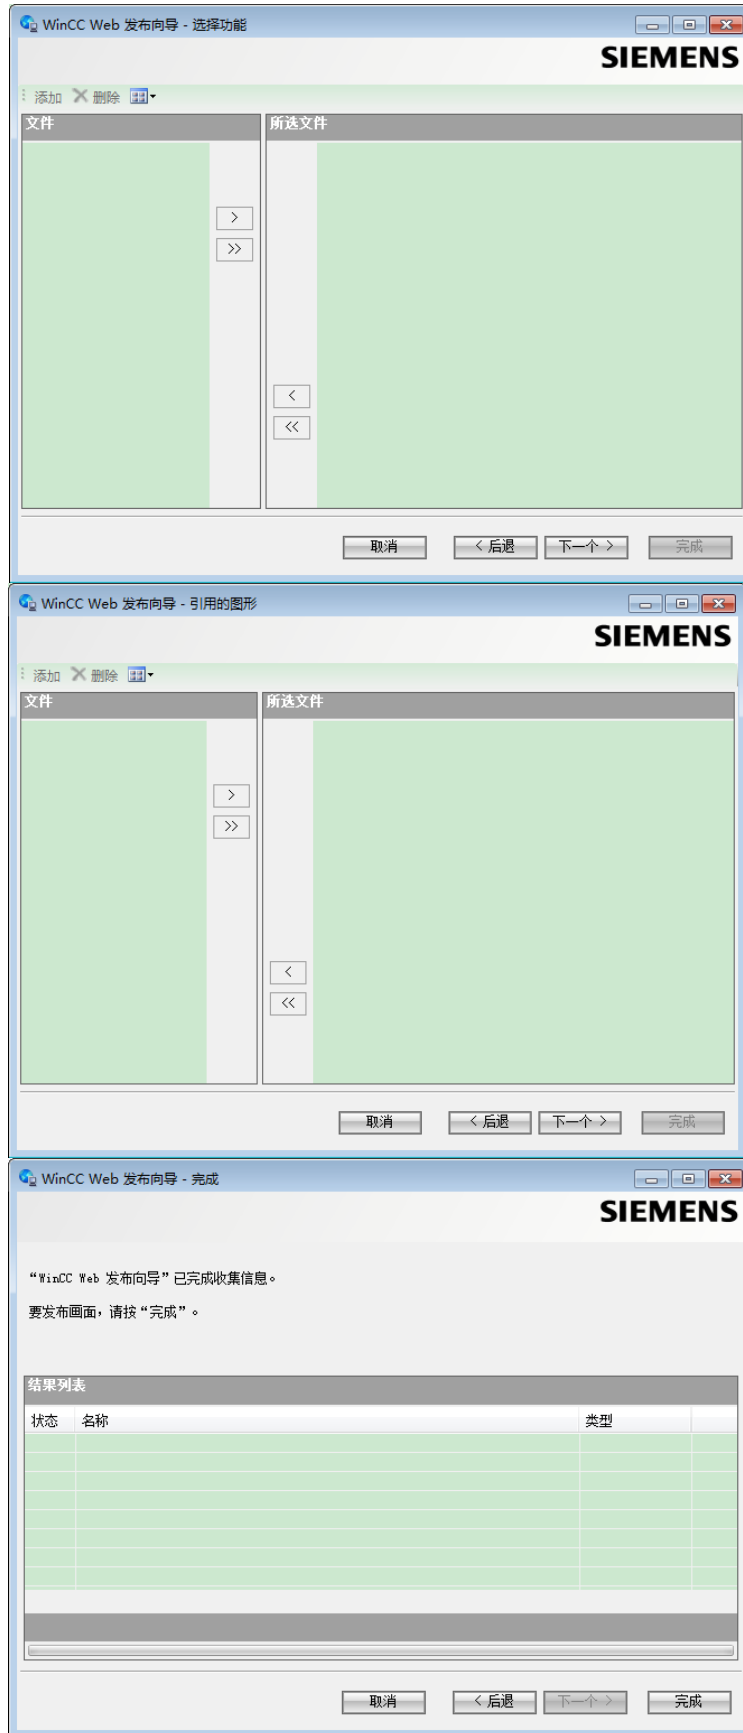 WinCC Web 发布向导 - 选择功能
SIEMENS
添加 删除
文件 所选文件
>
>>
<
<<
取消 < 后退 下一个 > 完成
WinCC Web 发布向导 - 引用的图形
SIEMENS
添加 删除
文件 所选文件
>
>>
<
<<
取消 < 后退 下一个 > 完成
WinCC Web 发布向导 - 完成
SIEMENS
“WinCC Web 发布向导”已完成收集信息。
要发布画面，请按“完成”。
结果列表
状态 名称 类型
取消 < 后退 下一个 > 完成